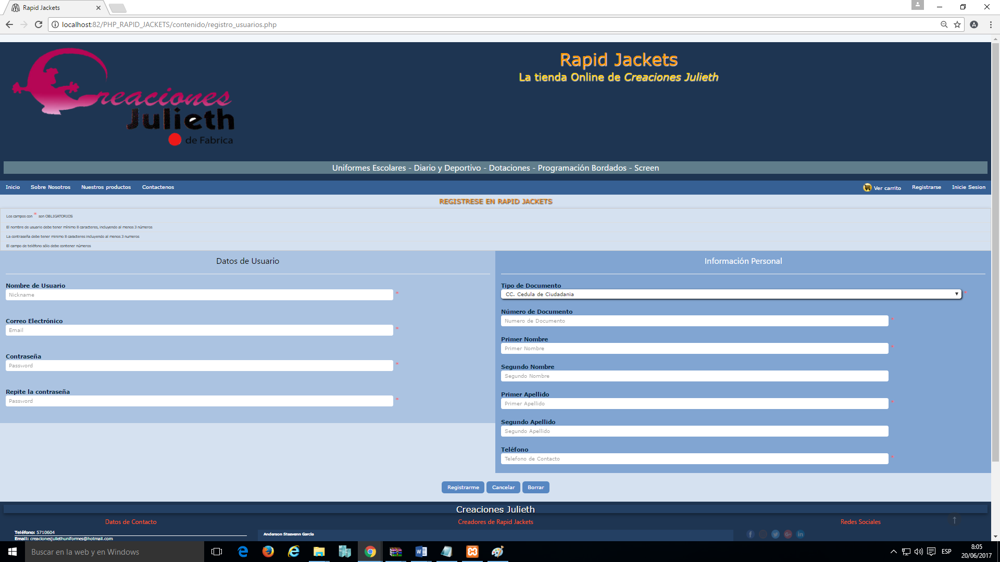 Rapid Jackets
localhost:82/PHP_RAPID_JACKETS/contenido/registro_usuarios.php
Creaciones
Julieth
de Fabrica
Rapid Jackets
La tienda Online de Creaciones Julieth
Uniformes Escolares - Diario y Deportivo - Dotaciones - Programación Bordados - Screen
Inicio Sobre Nosotros Nuestros productos Contactenos Ver carrito Registrarse Inicie Sesion
REGISTRESE EN RAPID JACKETS
Los campos con * son OBLIGATORIOS
El nombre de usuario debe tener mínimo 8 caracteres, incluyendo al menos 3 números
La contraseña debe tener minimo 8 caracteres incluyendo al menos 3 numeros
El campo de teléfono sólo debe contener números
Datos de Usuario
Nombre de Usuario
Nickname *
Correo Electrónico
Email *
Contraseña
Password *
Repite la contraseña
Password *
Información Personal
Tipo de Documento
CC. Cedula de Ciudadania *
Número de Documento
Numero de Documento *
Primer Nombre
Primer Nombre *
Segundo Nombre
Segundo Nombre
Primer Apellido
Primer Apellido *
Segundo Apellido
Segundo Apellido
Teléfono
Telefono de Contacto *
Registrarme Cancelar Borrar
Creaciones Julieth
Datos de Contacto
Teléfono: 5710604
Email: creacionesjuliethuniformes@hotmail.com
Creadores de Rapid Jackets
Anderson Steevenn Garcia
Redes Sociales
Buscar en la web y en Windows
ESP
8:05
20/06/2017